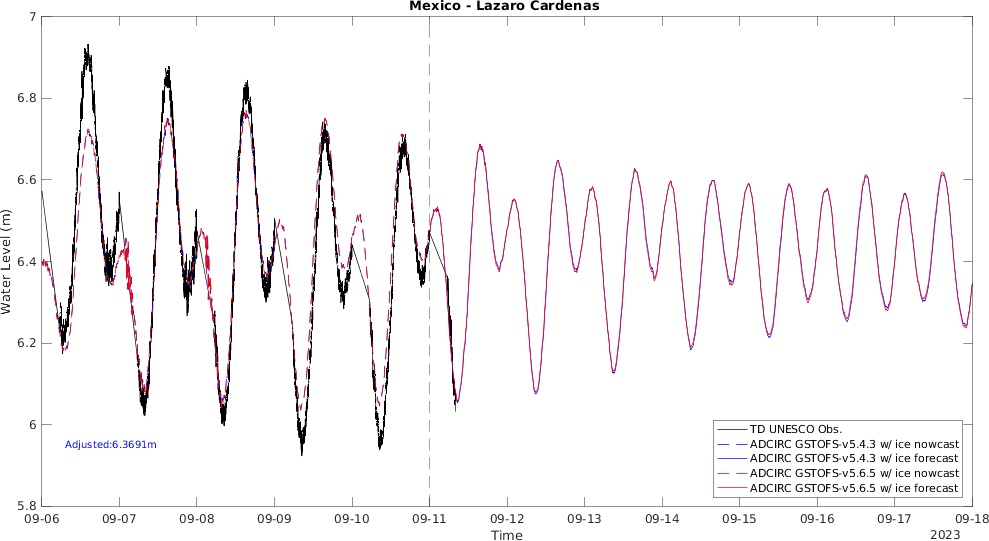 Mexico - Lazaro Cardenas
7
6.8
6.6
6.4
6.2
6
5.8
Water Level (m)
Adjusted:6.3691m
TD UNESCO Obs.
ADCIRC GSTOFS-v5.4.3 w/ ice nowcast
ADCIRC GSTOFS-v5.4.3 w/ ice forecast
ADCIRC GSTOFS-v5.6.5 w/ ice nowcast
ADCIRC GSTOFS-v5.6.5 w/ ice forecast
09-06 09-07 09-08 09-09 09-10 09-11 09-12 09-13 09-14 09-15 09-16 09-17 09-18
Time
2023